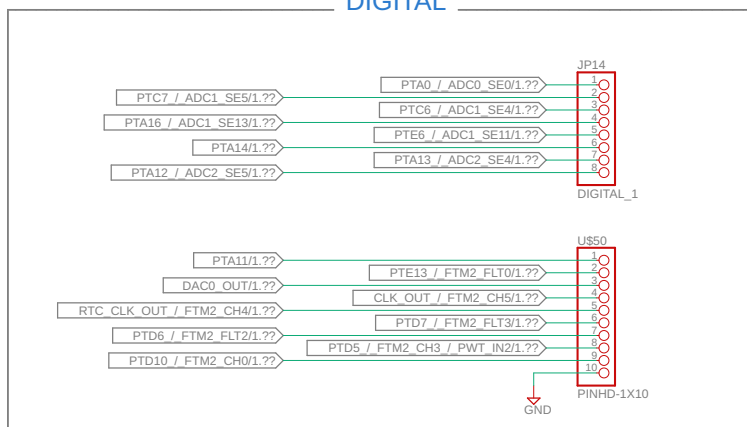 DIGITAL
JP14
PTA0_/_ADC0_SE0/1.?? 1
PTC7_/_ADC1_SE5/1.?? 2
PTC6_/_ADC1_SE4/1.?? 3
PTA16_/_ADC1_SE13/1.?? 4
PTE6_/_ADC1_SE11/1.?? 5
PTA14/1.?? 6
PTA13_/_ADC2_SE4/1.?? 7
PTA12_/_ADC2_SE5/1.?? 8
DIGITAL_1
U$50
PTA11/1.?? 1
PTE13_/_FTM2_FLT0/1.?? 2
DAC0_OUT/1.?? 3
CLK_OUT_/_FTM2_CH5/1.?? 4
RTC_CLK_OUT_/_FTM2_CH4/1.?? 5
PTD7_/_FTM2_FLT3/1.?? 6
PTD6_/_FTM2_FLT2/1.?? 7
PTD5_/_FTM2_CH3_/_PWT_IN2/1.?? 8
PTD10_/_FTM2_CH0/1.?? 9
10
PINHD-1X10
GND